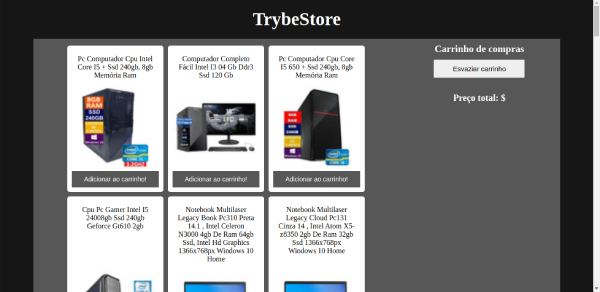 TrybeStore
Pc Computador Cpu Intel
Core I5 + Ssd 240gb, 8gb
Memória Ram
8GB
RAM
SSD
240GB
Adicionar ao carrinho!
Computador Completo
Fácil Intel I3 04 Gb Ddr3
Ssd 120 Gb
Adicionar ao carrinho!
Pc Computador Cpu Core
I5 650 + Ssd 240gb, 8gb
Memória Ram
8GB
RAM
SSD
240GB
Adicionar ao carrinho!
Carrinho de compras
Esvaziar carrinho
Preço total: $
Cpu Pc Gamer Intel I5
24008gb Ssd 240gb
Geforce Gt610 2gb
Notebook Multilaser
Legacy Book Pc310 Preta
14.1 , Intel Celeron
N3000 4gb De Ram 64gb
Ssd, Intel Hd Graphics
1366x768px Windows 10
Home
Notebook Multilaser
Legacy Cloud Pc131
Cinza 14 , Intel Atom X5-
z8350 2gb De Ram 32gb
Ssd 1366x768px
Windows 10 Home